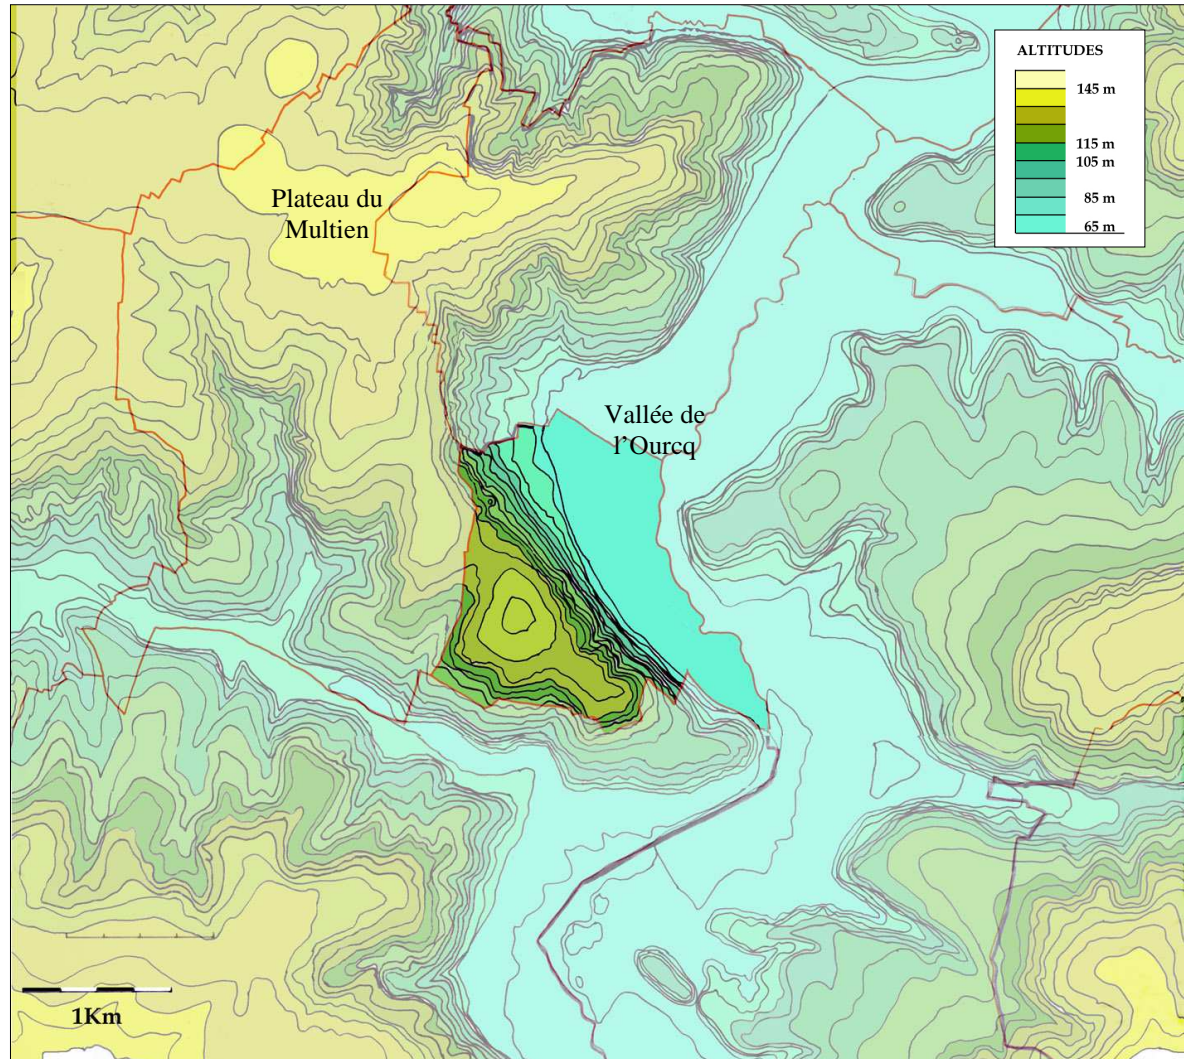 ALTITUDES
145 m
115 m
105 m
85 m
65 m
Plateau du
Multien
Vallée de
l'Ourcq
1Km